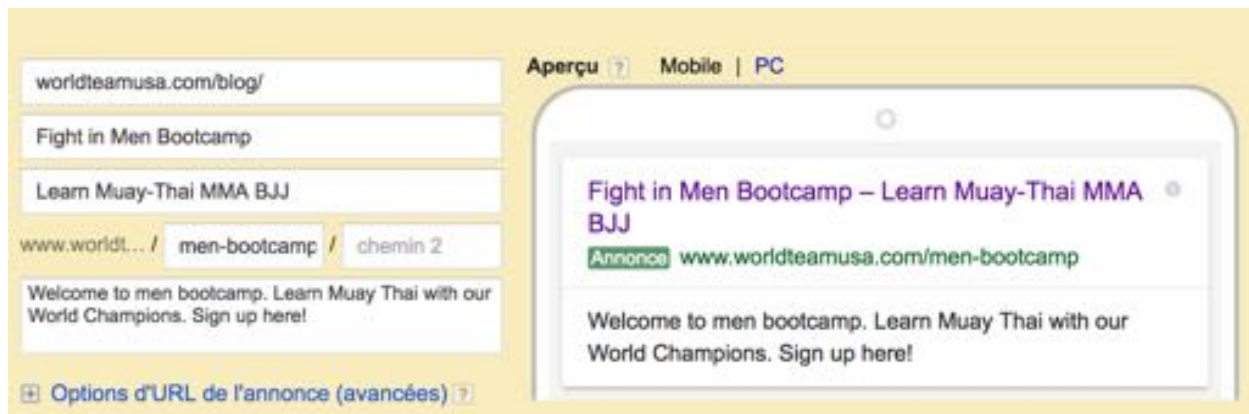 worldteamusa.com/blog/
Fight in Men Bootcamp
Learn Muay-Thai MMA BJJ
www.worldt... / men-bootcamp / chemin 2
Welcome to men bootcamp. Learn Muay Thai with our
World Champions. Sign up here!
Options d'URL de l'annonce (avancées) ?
Aperçu ? Mobile | PC
Fight in Men Bootcamp – Learn Muay-Thai MMA
BJJ
Annonce www.worldteamusa.com/men-bootcamp
Welcome to men bootcamp. Learn Muay Thai with our
World Champions. Sign up here!